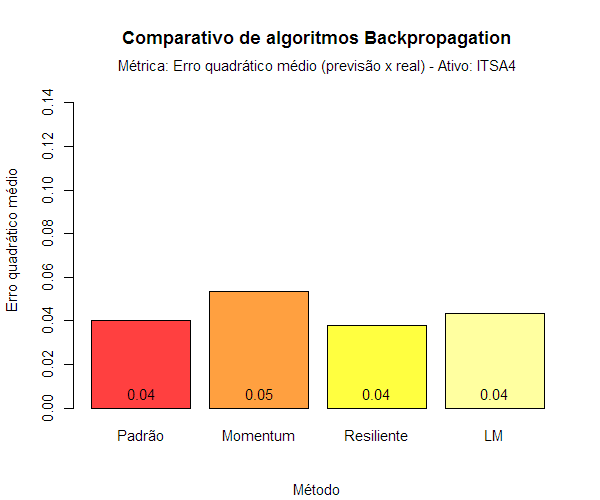 Comparativo de algoritmos Backpropagation
Métrica: Erro quadrático médio (previsão x real) - Ativo: ITSA4
Erro quadrático médio
0.14
0.12
0.10
0.08
0.06
0.04
0.02
0.00
0.04
0.05
0.04
0.04
Padrão
Momentum
Resiliente
LM
Método